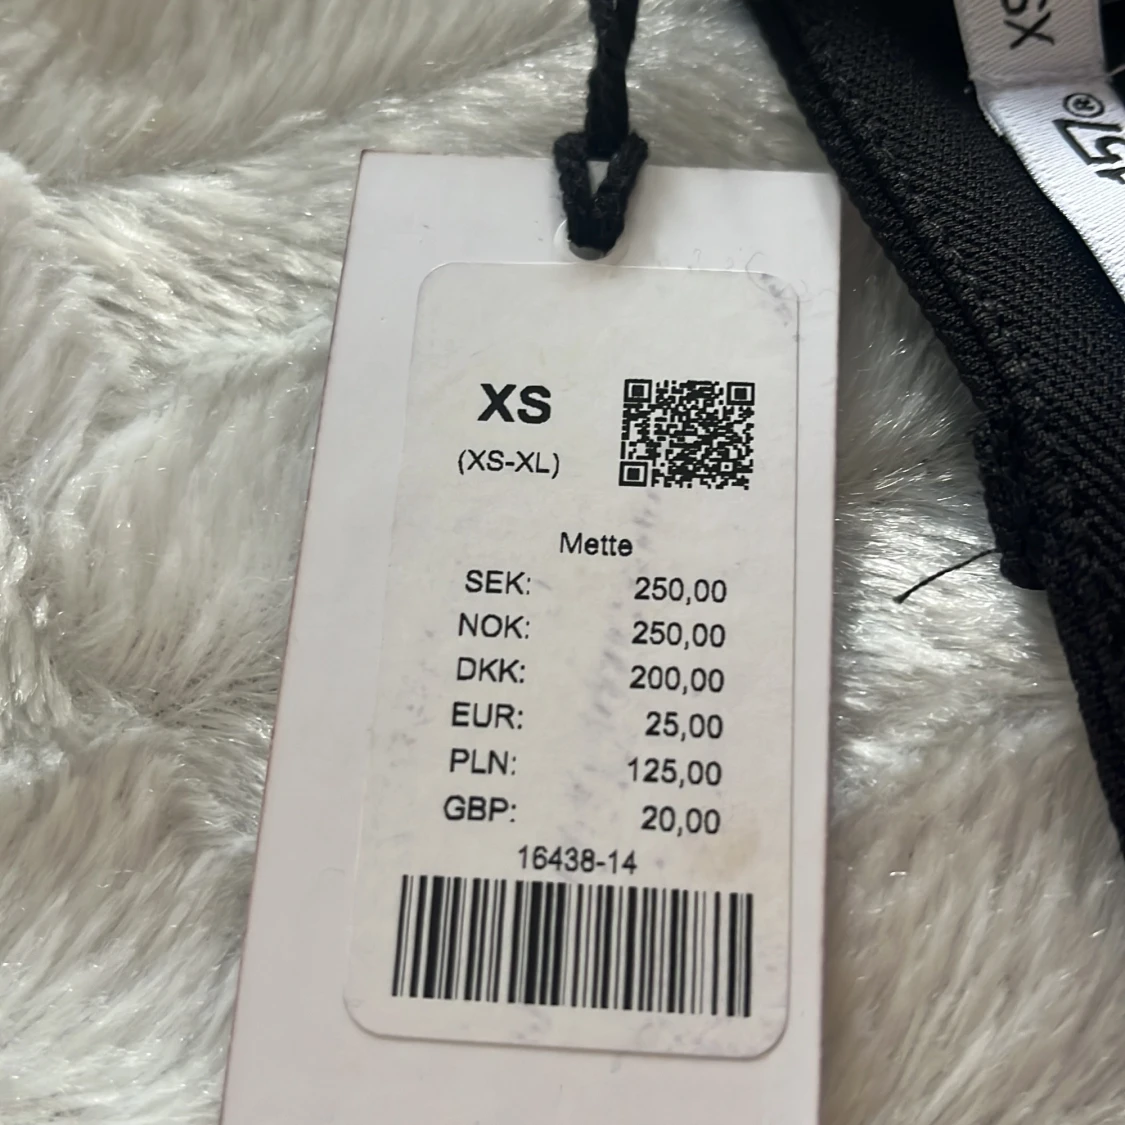 XS
®
XS
(XS-XL)
Mette
SEK: 250,00
NOK: 250,00
DKK: 200,00
EUR: 25,00
PLN: 125,00
GBP: 20,00
16438-14